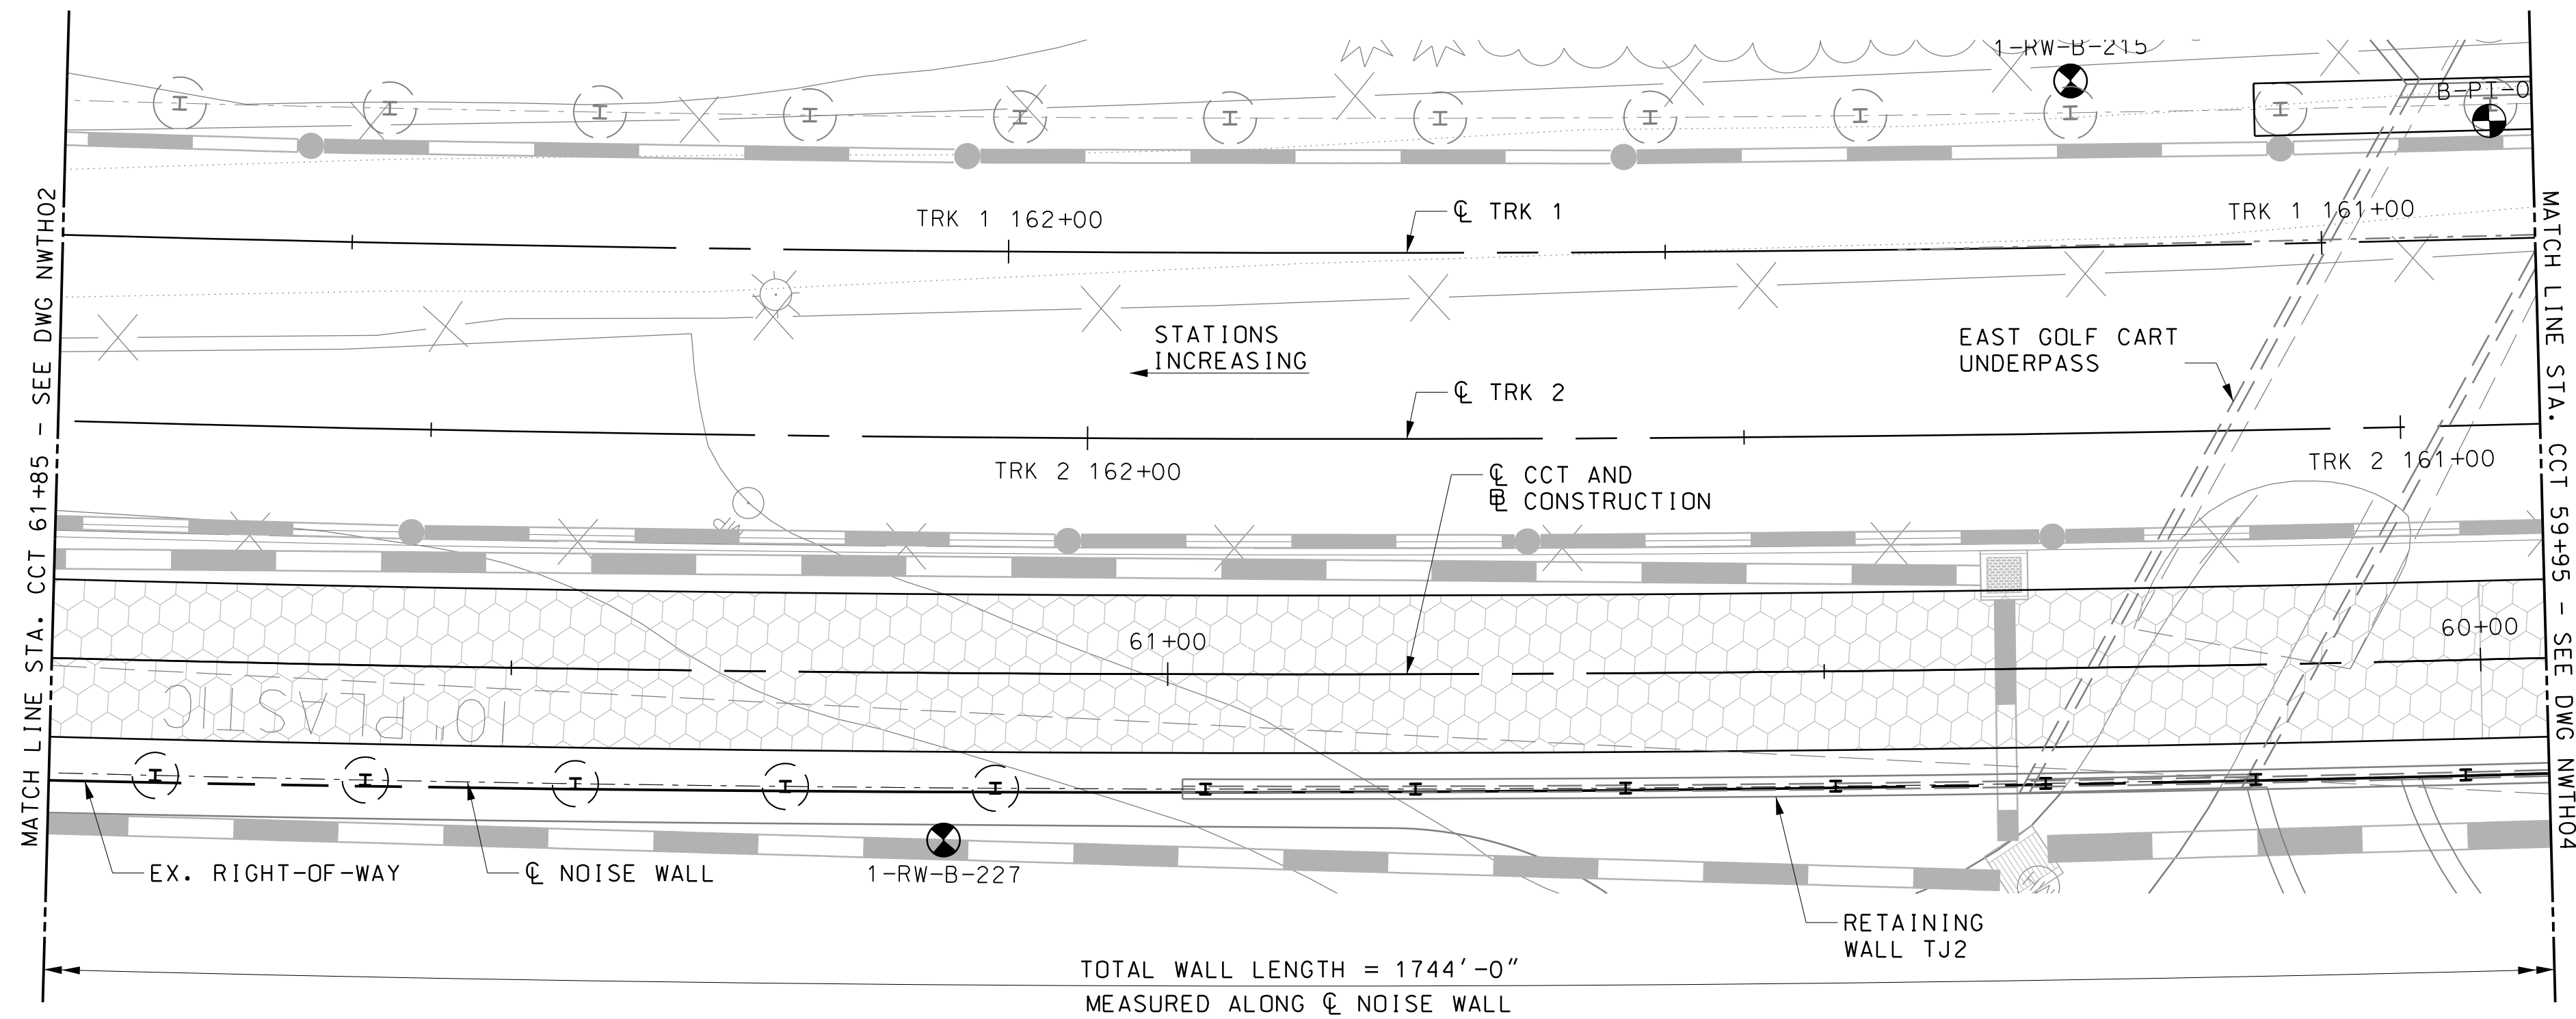 1-RW-B-215
B-PT-0
TRK 1 162+00
℄ TRK 1
TRK 1 161+00
STATIONS
INCREASING
EAST GOLF CART
UNDERPASS
℄ TRK 2
TRK 2 162+00
TRK 2 161+00
℄ CCT AND
BL CONSTRUCTION
61+00
60+00
10" PLASTIC
MATCH LINE STA. CCT 61+85 - SEE DWG NWTH02
MATCH LINE STA. CCT 59+95 - SEE DWG NWTH04
EX. RIGHT-OF-WAY
℄ NOISE WALL
1-RW-B-227
RETAINING
WALL TJ2
TOTAL WALL LENGTH = 1744'-0"
MEASURED ALONG ℄ NOISE WALL